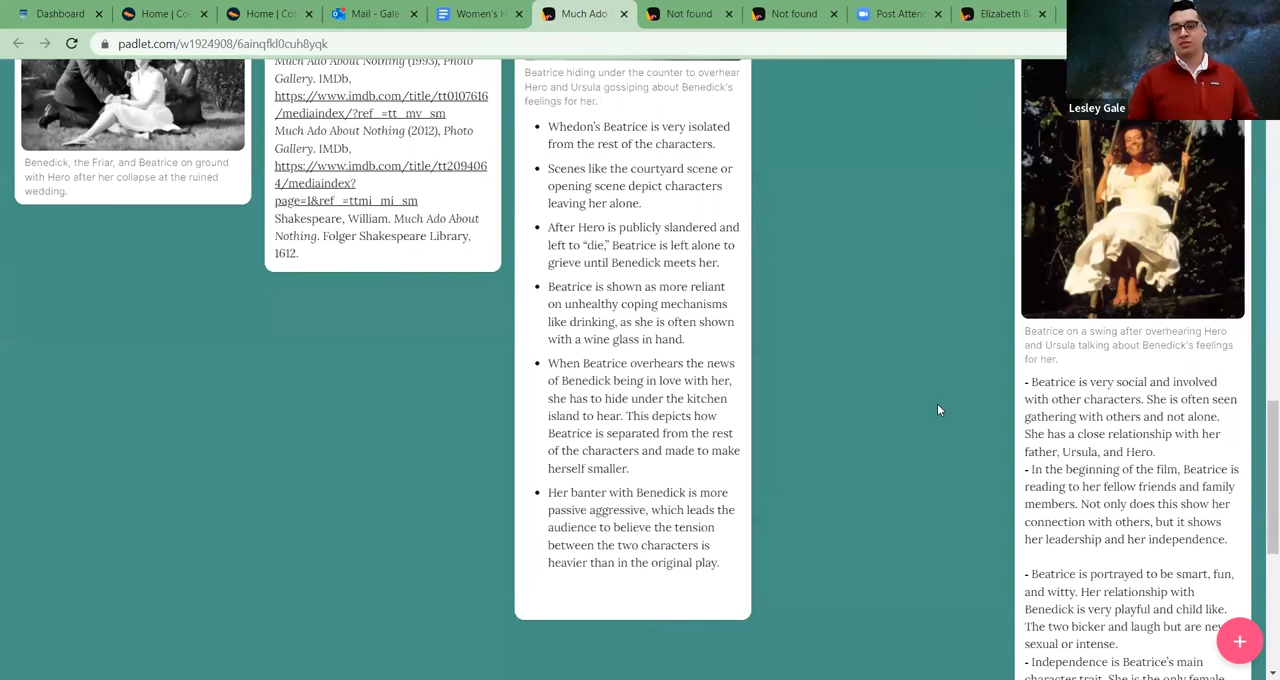 Dashboard
Home | Co
Home | Cos
Mail - Gale
Women's H
Much Ado
Not found
Not found
Post Attend
Elizabeth B
padlet.com/w1924908/6ainqfkl0cuh8yqk
Lesley Gale
Benedick, the Friar, and Beatrice on ground
with Hero after her collapse at the ruined
wedding.
Much Ado About Nothing (1993), Photo
Gallery. IMDb,
https://www.imdb.com/title/tt0107616
/mediaindex/?ref_=tt_mv_sm
Much Ado About Nothing (2012), Photo
Gallery. IMDb,
https://www.imdb.com/title/tt209406
4/mediaindex?
page=1&ref_=ttmi_mi_sm
Shakespeare, William. Much Ado About
Nothing. Folger Shakespeare Library,
1612.
Beatrice hiding under the counter to overhear
Hero and Ursula gossiping about Benedick's
feelings for her.
• Whedon's Beatrice is very isolated
from the rest of the characters.
• Scenes like the courtyard scene or
opening scene depict characters
leaving her alone.
• After Hero is publicly slandered and
left to “die,” Beatrice is left alone to
grieve until Benedick meets her.
• Beatrice is shown as more reliant
on unhealthy coping mechanisms
like drinking, as she is often shown
with a wine glass in hand.
• When Beatrice overhears the news
of Benedick being in love with her,
she has to hide under the kitchen
island to hear. This depicts how
Beatrice is separated from the rest
of the characters and made to make
herself smaller.
• Her banter with Benedick is more
passive aggressive, which leads the
audience to believe the tension
between the two characters is
heavier than in the original play.
Beatrice on a swing after overhearing Hero
and Ursula talking about Benedick's feelings
for her.
- Beatrice is very social and involved
with other characters. She is often seen
gathering with others and not alone.
She has a close relationship with her
father, Ursula, and Hero.
- In the beginning of the film, Beatrice is
reading to her fellow friends and family
members. Not only does this show her
connection with others, but it shows
her leadership and her independence.
- Beatrice is portrayed to be smart, fun,
and witty. Her relationship with
Benedick is very playful and child like.
The two bicker and laugh but are
sexual or intense.
- Independence is Beatrice's main
character trait. She is the only female